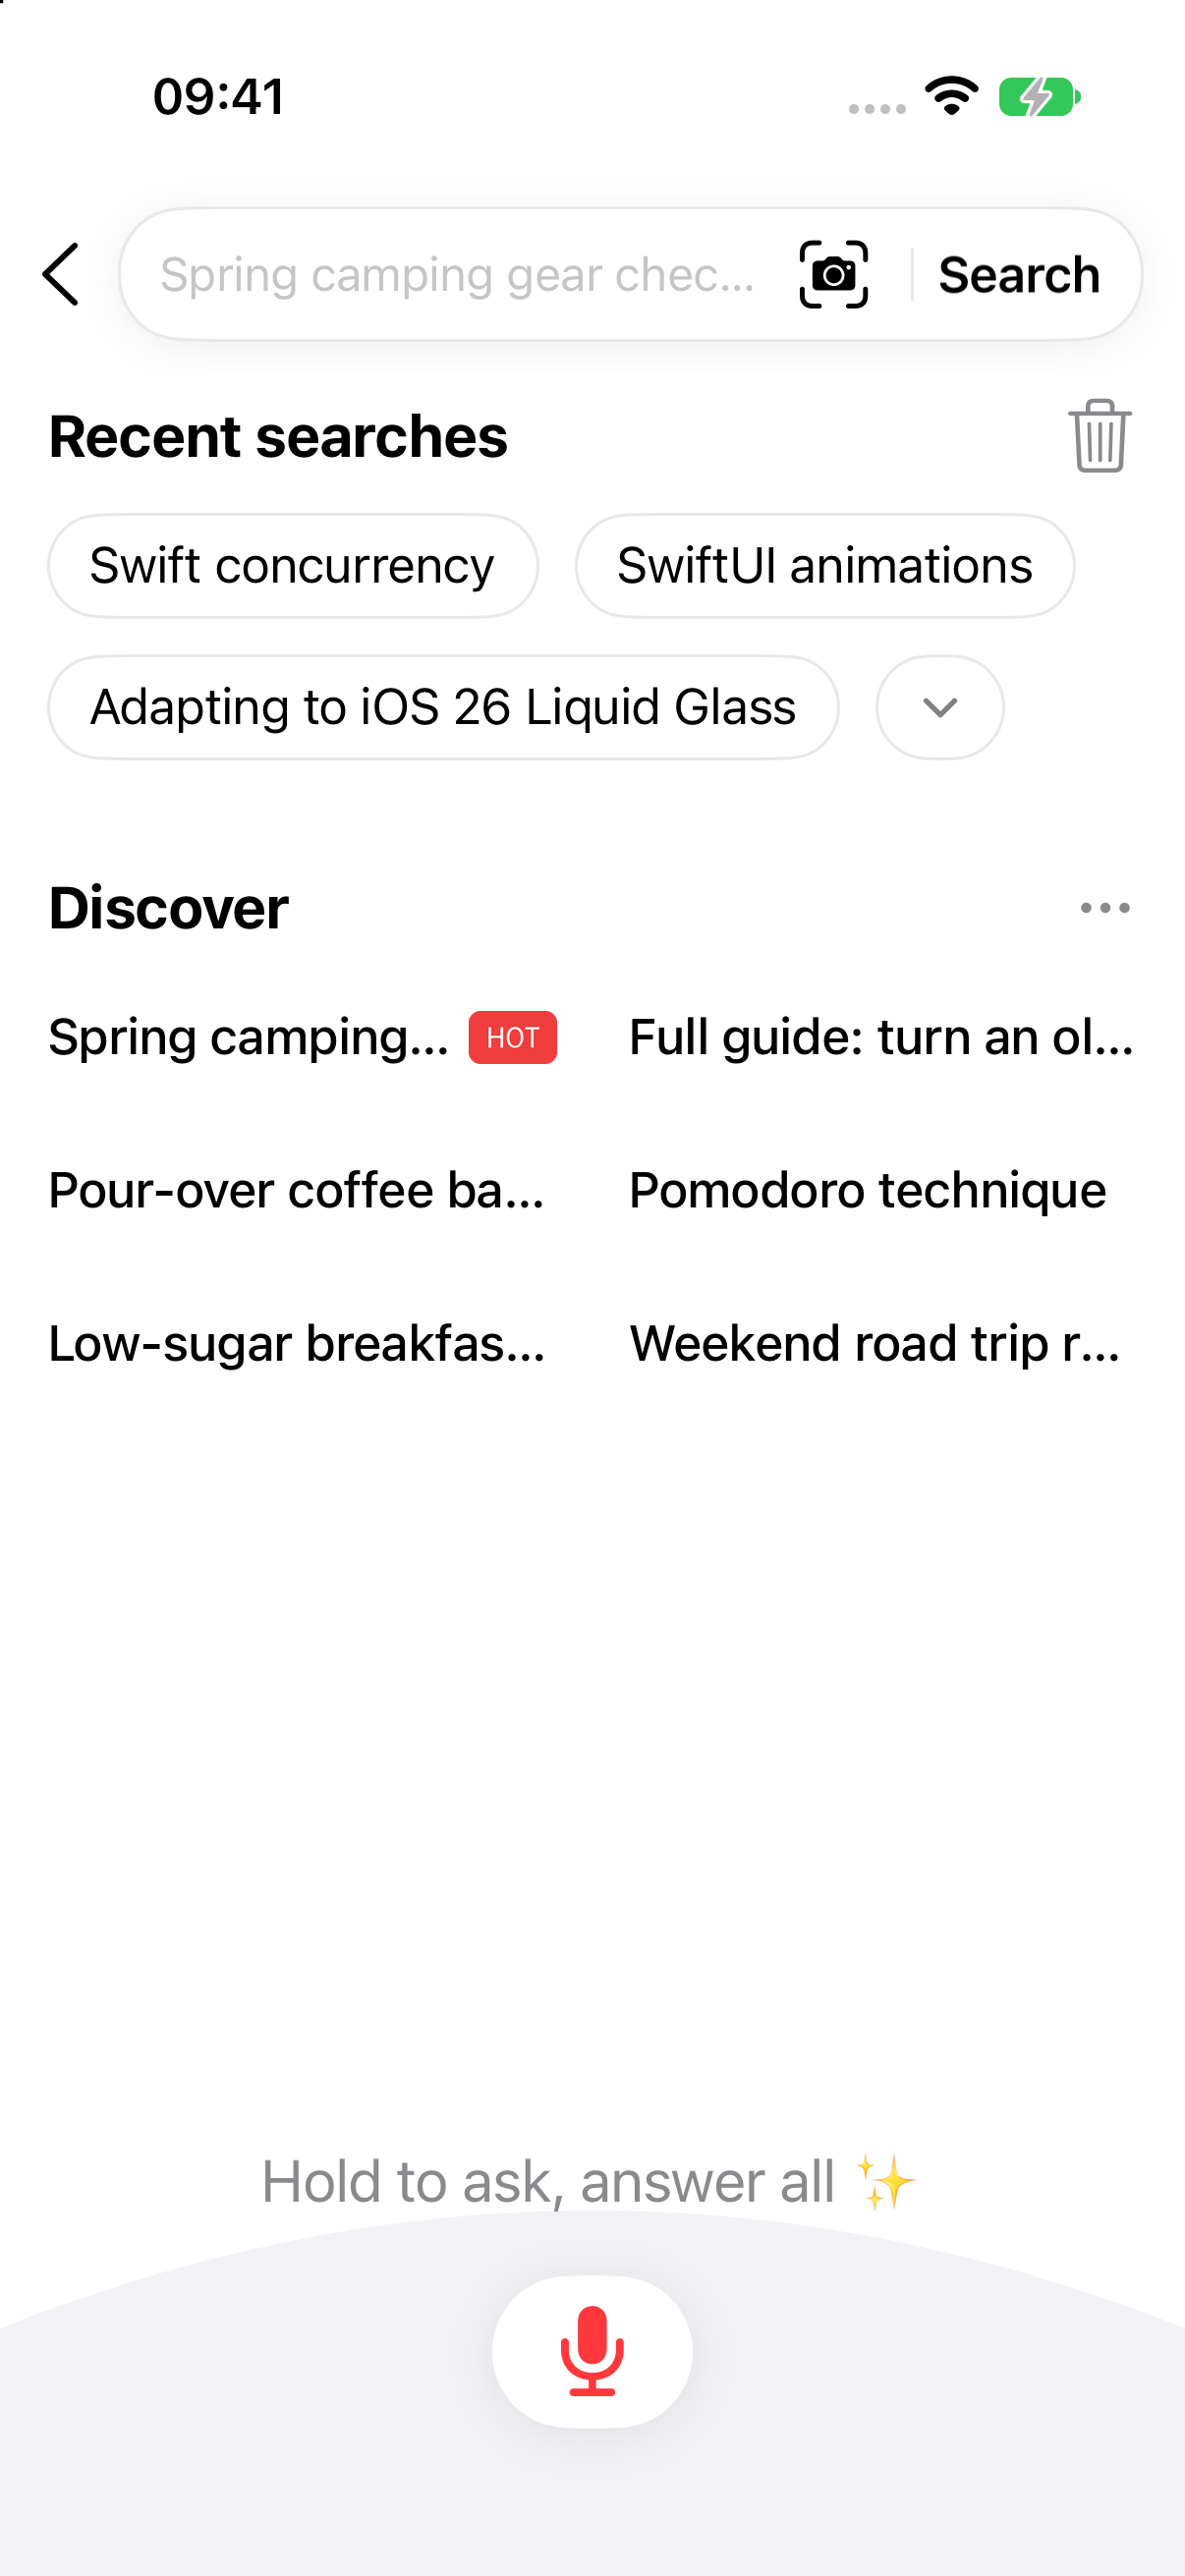 09:41
Spring camping gear chec...
Search
Recent searches
Swift concurrency
SwiftUI animations
Adapting to iOS 26 Liquid Glass
Discover
Spring camping... HOT
Full guide: turn an ol...
Pour-over coffee ba...
Pomodoro technique
Low-sugar breakfas...
Weekend road trip r...
Hold to ask, answer all ✨